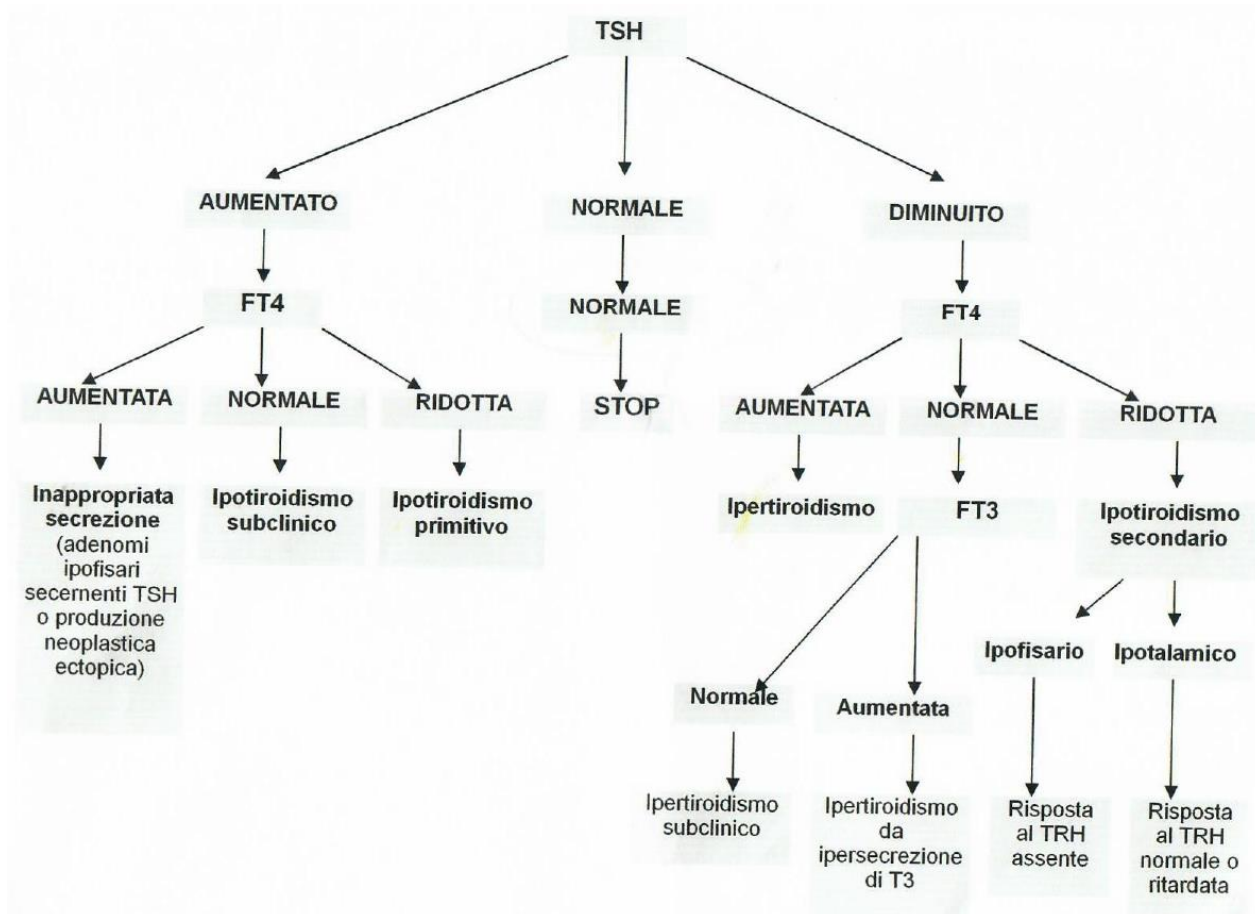 TSH
AUMENTATO
NORMALE
DIMINUITO
FT4
NORMALE
FT4
AUMENTATA
NORMALE
RIDOTTA
STOP
AUMENTATA
NORMALE
RIDOTTA
Inappropriata
secrezione
(adenomi
ipofisari
secernenti TSH
o produzione
neoplastica
ectopica)
Ipotiroidismo
subclinico
Ipotiroidismo
primitivo
Ipertiroidismo
FT3
Ipotiroidismo
secondario
Ipofisario
Ipotalamico
Normale
Aumentata
Ipertiroidismo
subclinico
Ipertiroidismo
da
ipersecrezione
di T3
Risposta
al TRH
assente
Risposta
al TRH
normale o
ritardata